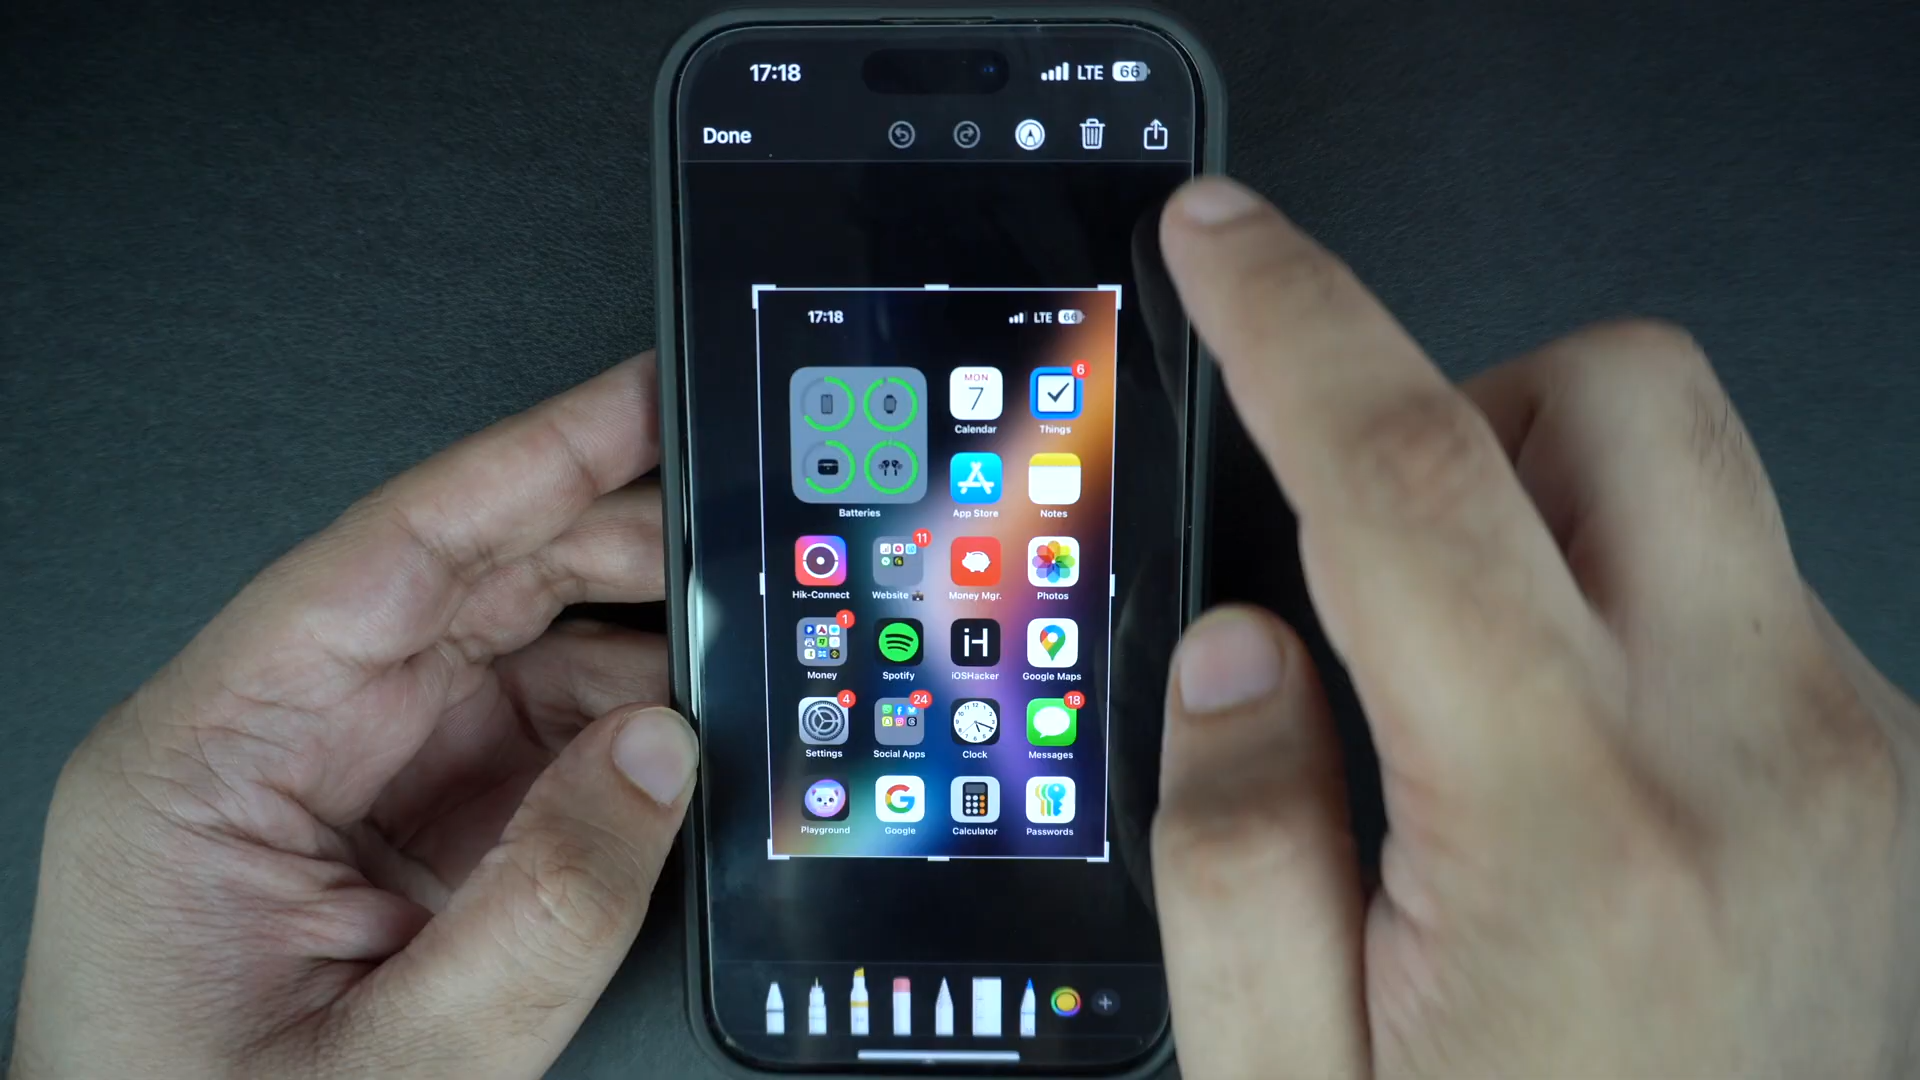 17:18 LTE 66
Done
17:18 LTE 66
MON
7
6
Calendar Things
Batteries App Store Notes
11
Hik-Connect Website Money Mgr. Photos
1
iH
Money Spotify iOSHacker Google Maps
4 24 18
Settings Social Apps Clock Messages
Playground Google Calculator Passwords